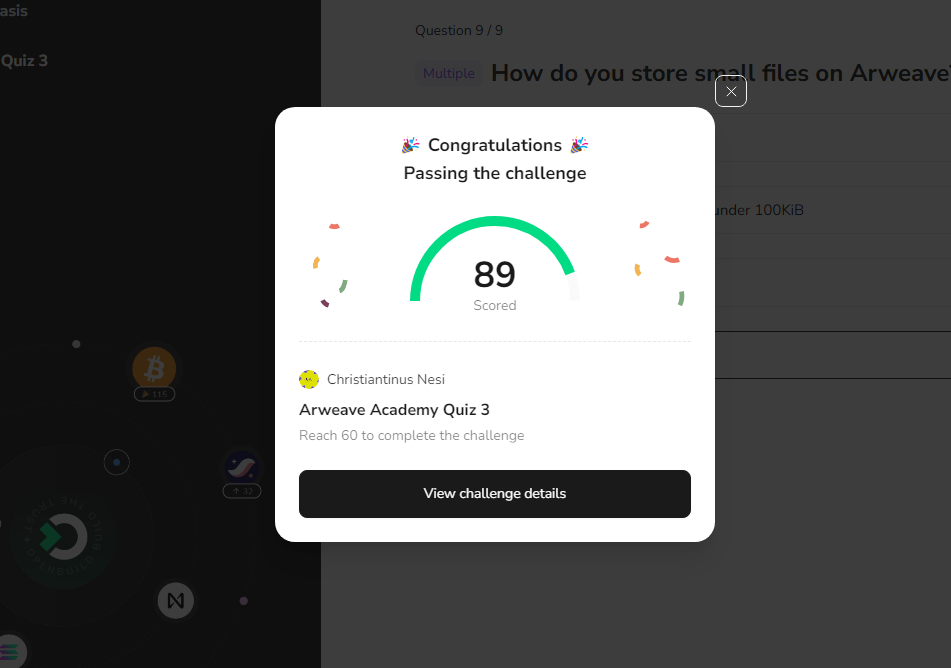 asis
Quiz 3
Question 9 / 9
Multiple How do you store small files on Arweave?
under 100KiB
🎉 Congratulations 🎉
Passing the challenge
89
Scored
Christiantinus Nesi
Arweave Academy Quiz 3
Reach 60 to complete the challenge
View challenge details
115
32
OPENBUILD